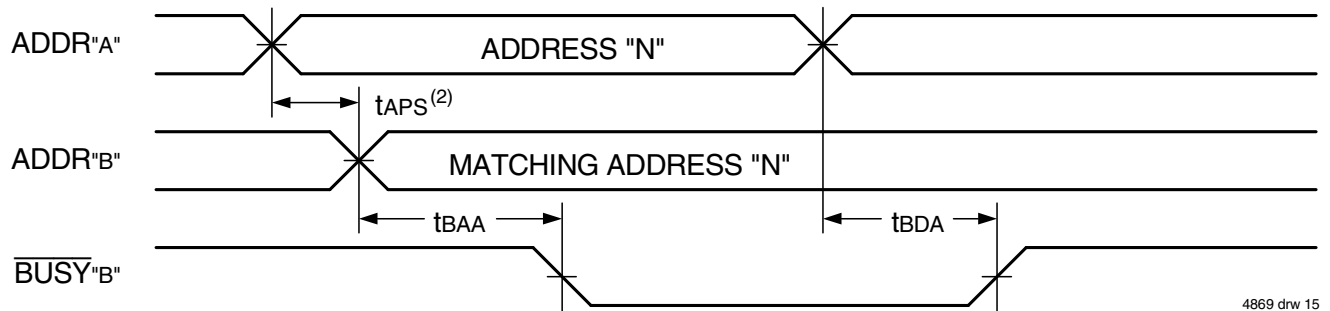 ADDR"A"
ADDRESS "N"
tAPS(2)
ADDR"B"
MATCHING ADDRESS "N"
tBAA
tBDA
BUSY"B"
4869 drw 15